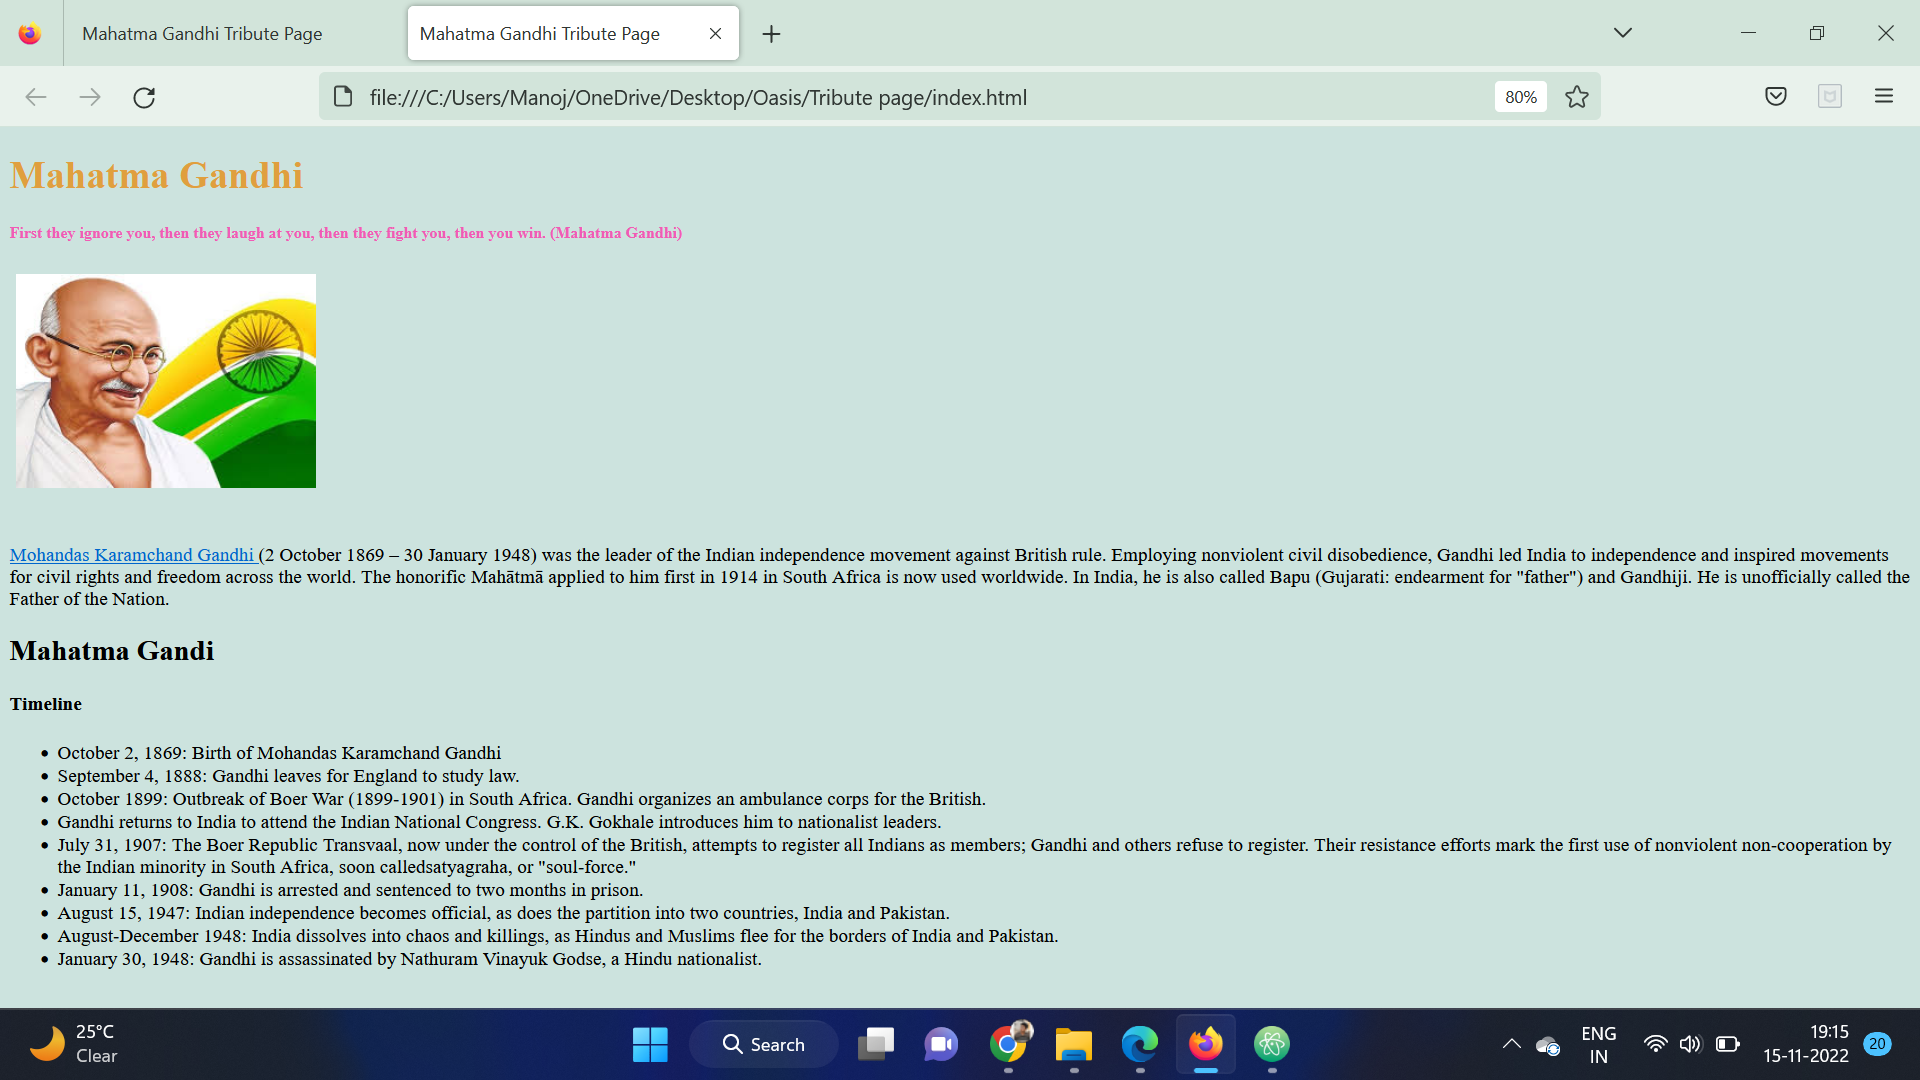 Mahatma Gandhi Tribute Page
Mahatma Gandhi Tribute Page
file:///C:/Users/Manoj/OneDrive/Desktop/Oasis/Tribute page/index.html
80%
Mahatma Gandhi
First they ignore you, then they laugh at you, then they fight you, then you win. (Mahatma Gandhi)
Mohandas Karamchand Gandhi (2 October 1869 – 30 January 1948) was the leader of the Indian independence movement against British rule. Employing nonviolent civil disobedience, Gandhi led India to independence and inspired movements
for civil rights and freedom across the world. The honorific Mahātmā applied to him first in 1914 in South Africa is now used worldwide. In India, he is also called Bapu (Gujarati: endearment for "father") and Gandhiji. He is unofficially called the
Father of the Nation.
Mahatma Gandi
Timeline
• October 2, 1869: Birth of Mohandas Karamchand Gandhi
• September 4, 1888: Gandhi leaves for England to study law.
• October 1899: Outbreak of Boer War (1899-1901) in South Africa. Gandhi organizes an ambulance corps for the British.
• Gandhi returns to India to attend the Indian National Congress. G.K. Gokhale introduces him to nationalist leaders.
• July 31, 1907: The Boer Republic Transvaal, now under the control of the British, attempts to register all Indians as members; Gandhi and others refuse to register. Their resistance efforts mark the first use of nonviolent non-cooperation by
the Indian minority in South Africa, soon calledsatyagraha, or "soul-force."
• January 11, 1908: Gandhi is arrested and sentenced to two months in prison.
• August 15, 1947: Indian independence becomes official, as does the partition into two countries, India and Pakistan.
• August-December 1948: India dissolves into chaos and killings, as Hindus and Muslims flee for the borders of India and Pakistan.
• January 30, 1948: Gandhi is assassinated by Nathuram Vinayuk Godse, a Hindu nationalist.
25°C
Clear
Search
ENG
IN
19:15
15-11-2022
20